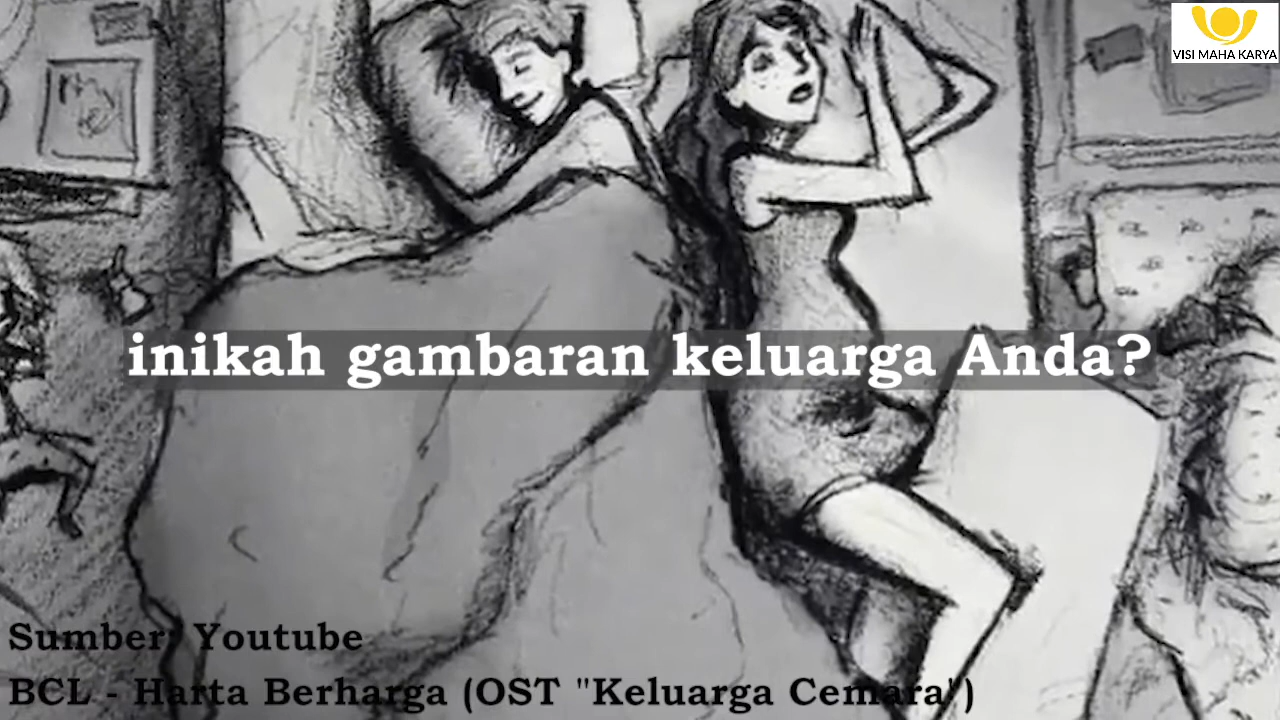 VISI MAHA KARYA
inikah gambaran keluarga Anda?
Sumber: Youtube
BCL - Harta Berharga (OST "Keluarga Cemara")